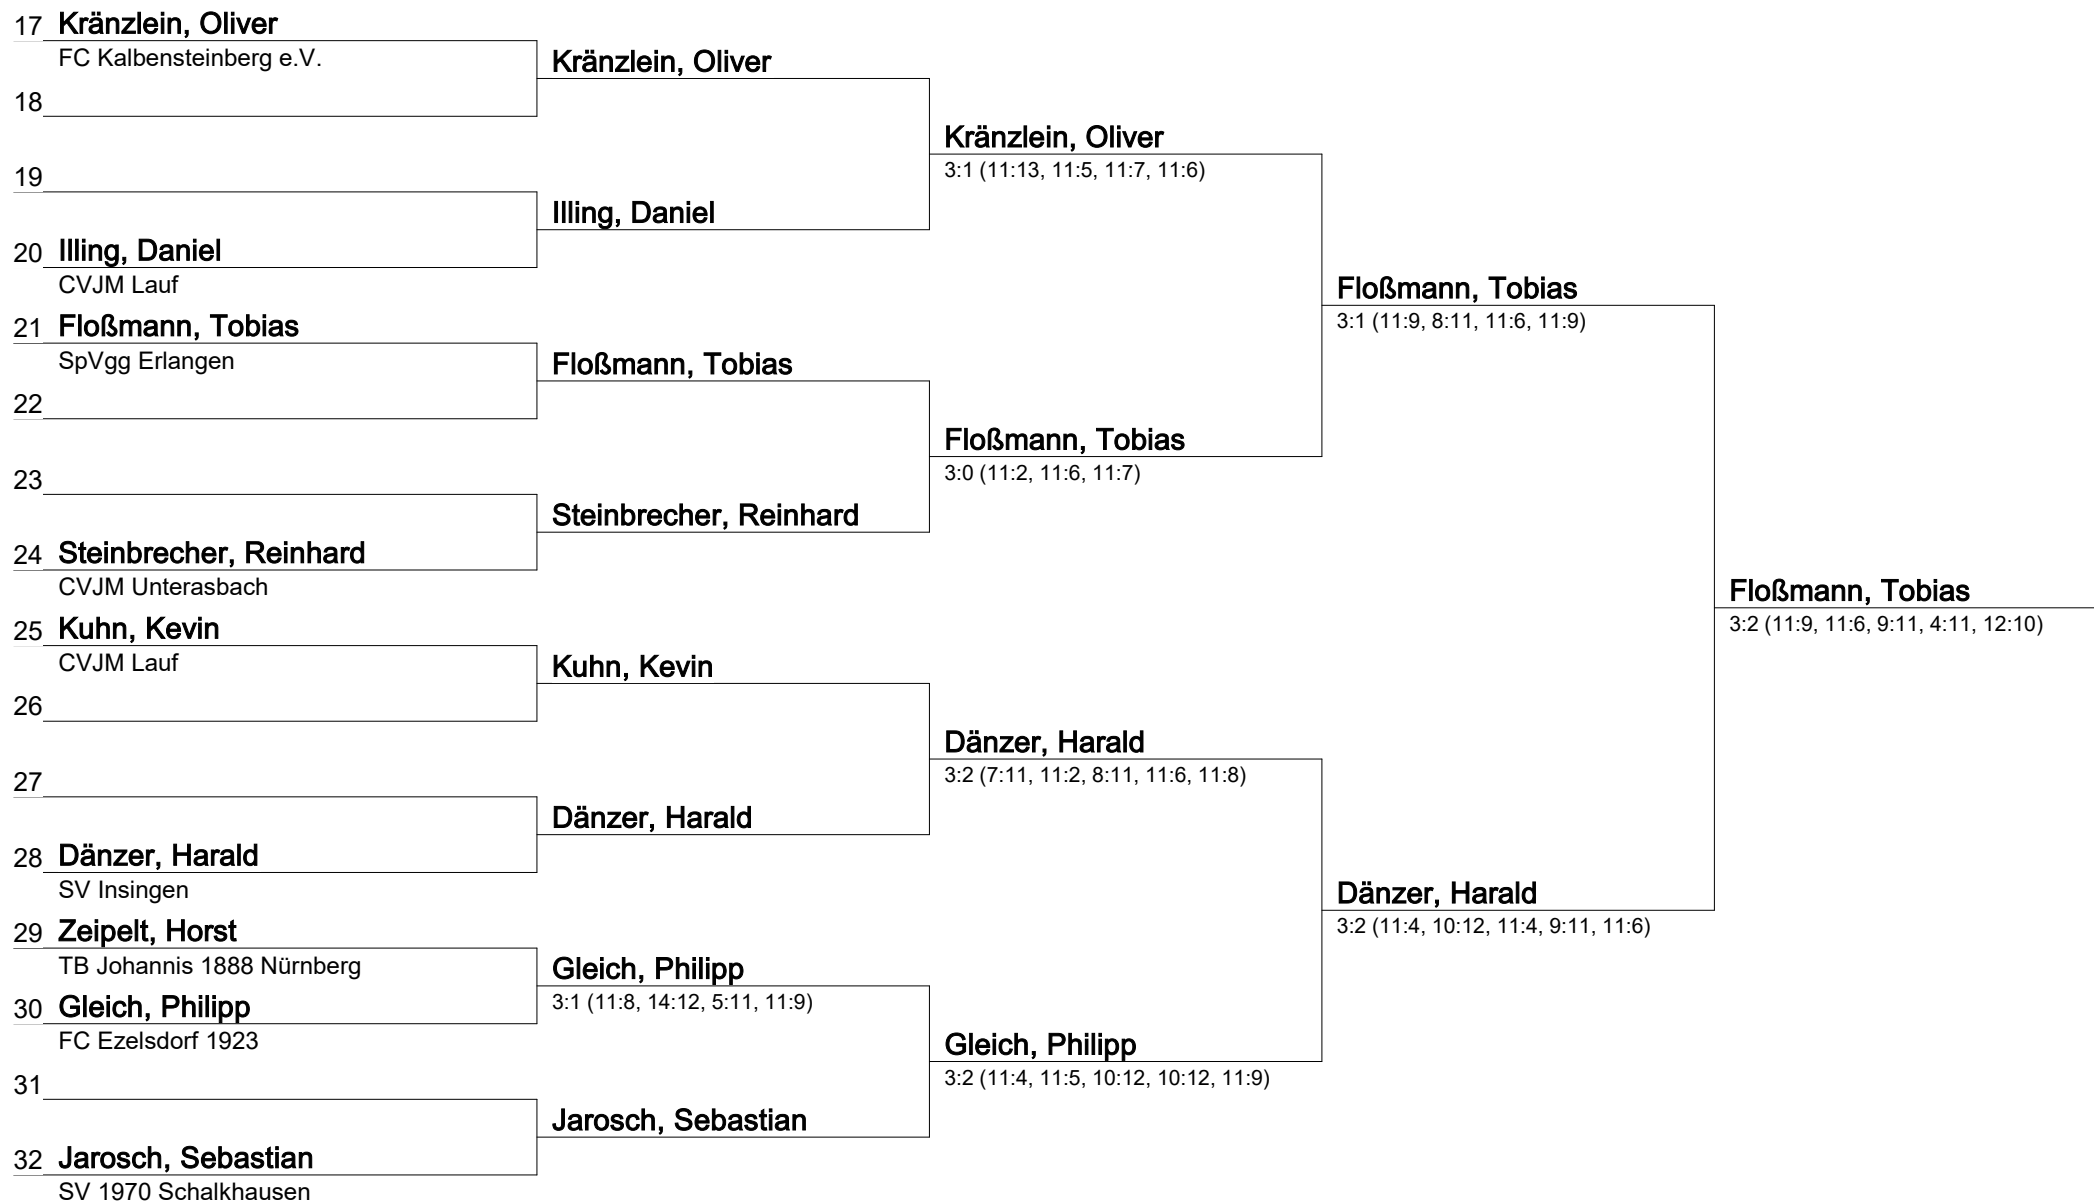 17 Kränzlein, Oliver
FC Kalbensteinberg e.V.
Kränzlein, Oliver
18
Kränzlein, Oliver
3:1 (11:13, 11:5, 11:7, 11:6)
19
Illing, Daniel
20 Illing, Daniel
CVJM Lauf
Floßmann, Tobias
3:1 (11:9, 8:11, 11:6, 11:9)
21 Floßmann, Tobias
SpVgg Erlangen
Floßmann, Tobias
22
Floßmann, Tobias
3:0 (11:2, 11:6, 11:7)
23
Steinbrecher, Reinhard
24 Steinbrecher, Reinhard
CVJM Unterasbach
Floßmann, Tobias
3:2 (11:9, 11:6, 9:11, 4:11, 12:10)
25 Kuhn, Kevin
CVJM Lauf
Kuhn, Kevin
26
Dänzer, Harald
3:2 (7:11, 11:2, 8:11, 11:6, 11:8)
27
Dänzer, Harald
28 Dänzer, Harald
SV Insingen
Dänzer, Harald
3:2 (11:4, 10:12, 11:4, 9:11, 11:6)
29 Zeipelt, Horst
TB Johannis 1888 Nürnberg
Gleich, Philipp
3:1 (11:8, 14:12, 5:11, 11:9)
30 Gleich, Philipp
FC Ezelsdorf 1923
Gleich, Philipp
3:2 (11:4, 11:5, 10:12, 10:12, 11:9)
31
Jarosch, Sebastian
32 Jarosch, Sebastian
SV 1970 Schalkhausen